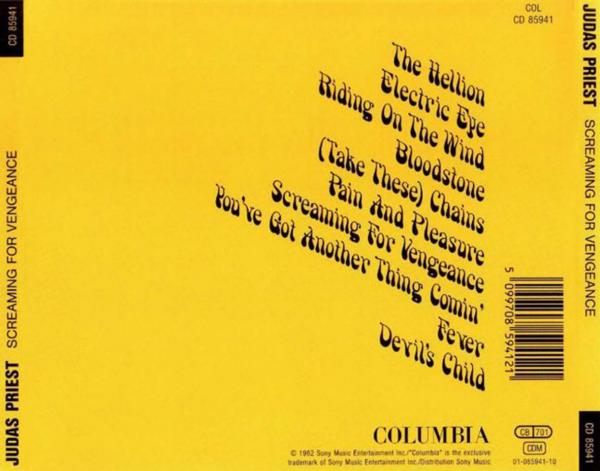 CD 85941
JUDAS PRIEST SCREAMING FOR VENGEANCE
COL
CD 85941
The Hellion
Electric Eye
Riding On The Wind
Bloodstone
(Take These) Chains
Pain And Pleasure
Screaming For Vengeance
You've Got Another Thing Comin'
Fever
Devil's Child
5 099708 594121
COLUMBIA
© 1982 Sony Music Entertainment Inc./"Columbia" is the exclusive
trademark of Sony Music Entertainment Inc./Distribution Sony Music
CB 701
CDM
01-085941-10
JUDAS PRIEST SCREAMING FOR VENGEANCE
CD 85941